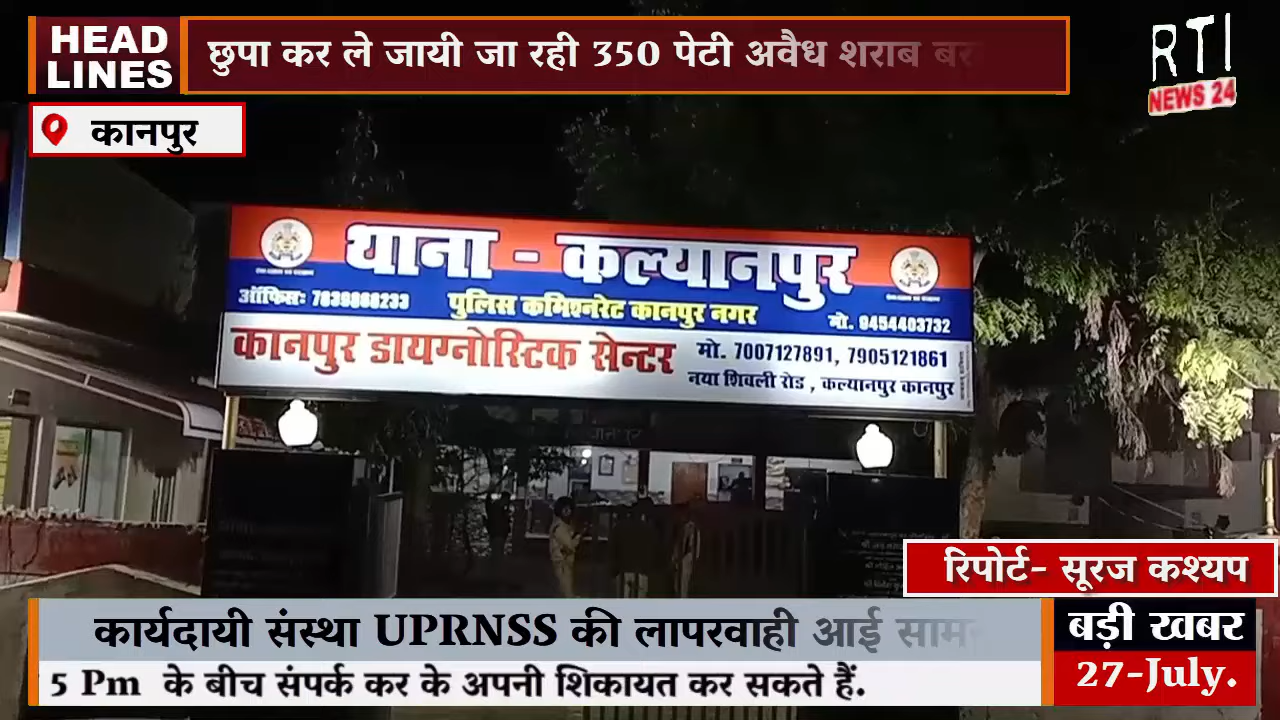 HEAD LINES
छुपा कर ले जायी जा रही 350 पेटी अवैध शराब
RTI
NEWS 24
कानपुर
थाना - कल्यानपुर
पुलिस कमिश्नरेट कानपुर नगर
मो. 9454403732
कानपुर डायग्नोस्टिक सेन्टर
मो. 7007127891, 7905121861
नया शिवली रोड , कल्यानपुर कानपुर
रिपोर्ट- सूरज कश्यप
कार्यदायी संस्था UPRNSS की लापरवाही आई
बड़ी खबर
5 Pm के बीच संपर्क कर के अपनी शिकायत कर सकते हैं.
27-July.